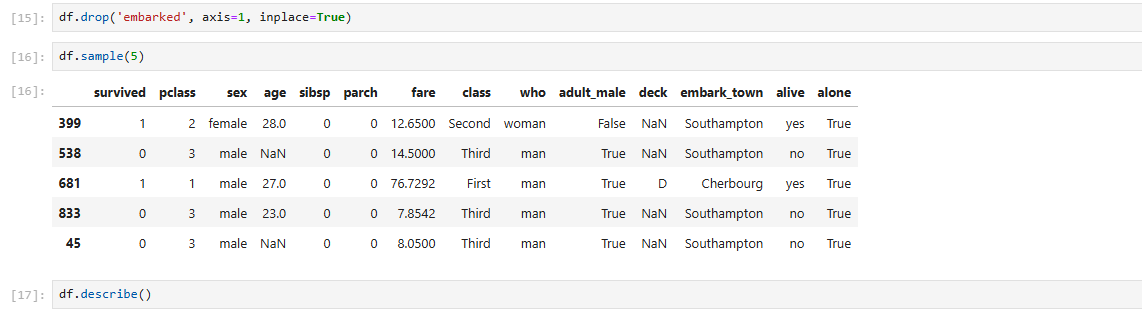 [15]: df.drop('embarked', axis=1, inplace=True)
[16]: df.sample(5)
[16]: survived pclass sex age sibsp parch fare class who adult_male deck embark_town alive alone
399 1 2 female 28.0 0 0 12.6500 Second woman False NaN Southampton yes True
538 0 3 male NaN 0 0 14.5000 Third man True NaN Southampton no True
681 1 1 male 27.0 0 0 76.7292 First man True D Cherbourg yes True
833 0 3 male 23.0 0 0 7.8542 Third man True NaN Southampton no True
45 0 3 male NaN 0 0 8.0500 Third man True NaN Southampton no True
[17]: df.describe()